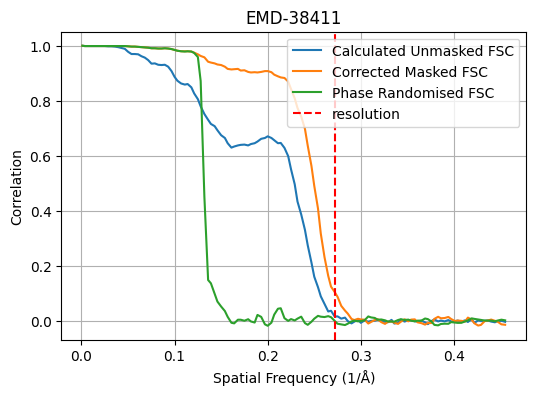 EMD-38411
1.0
0.8
0.6
0.4
0.2
0.0
Correlation
Calculated Unmasked FSC
Corrected Masked FSC
Phase Randomised FSC
resolution
0.0 0.1 0.2 0.3 0.4
Spatial Frequency (1/Å)